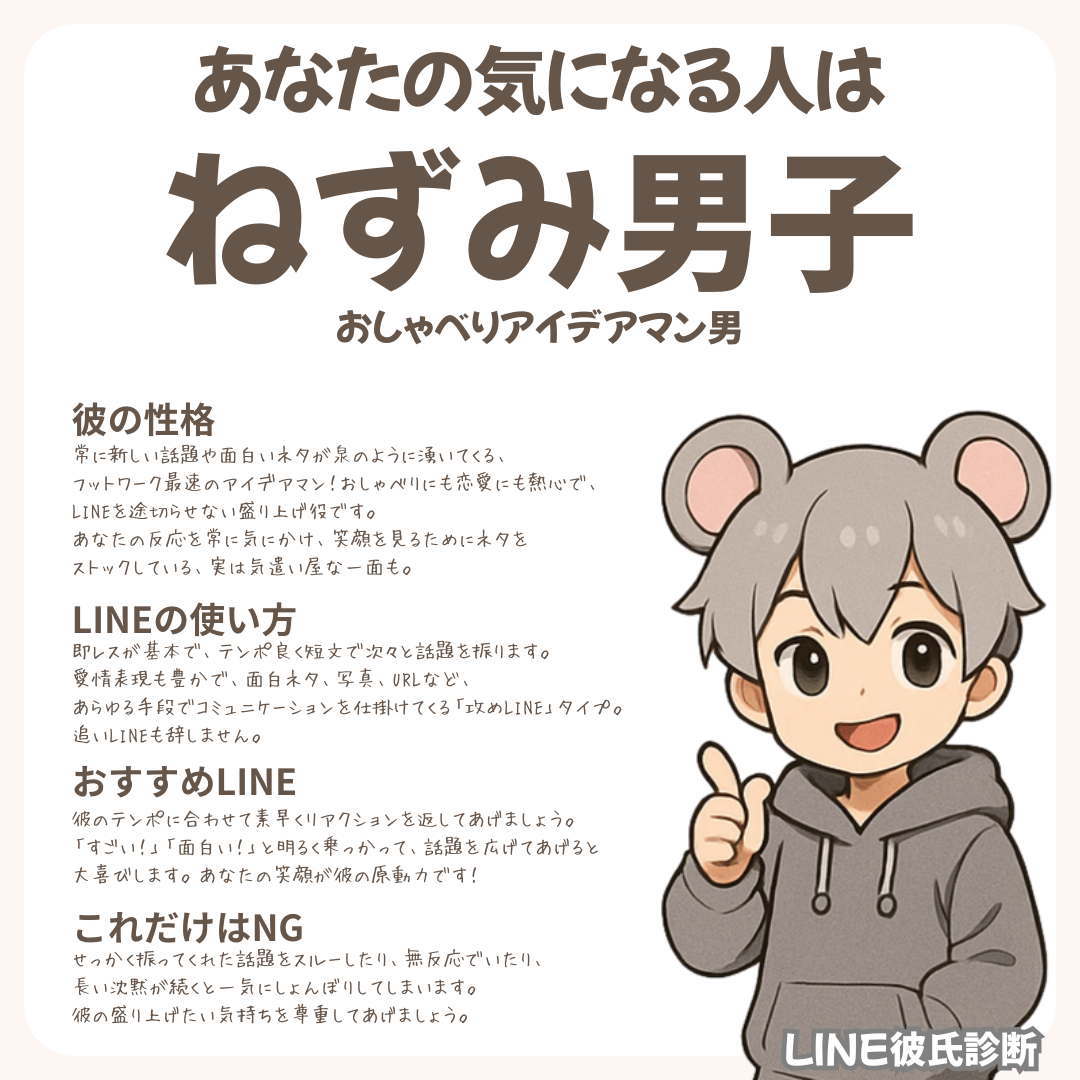 あなたの気になる人は
ねずみ男子
おしゃべりアイデアマン男
彼の性格
常に新しい話題や面白いネタが泉のように湧いてくる、
フットワーク最速のアイデアマン！おしゃべりにも恋愛にも熱心で、
LINEを途切らせない盛り上げ役です。
あなたの反応を常に気にかけ、笑顔を見るためにネタを
ストックしている、実は気遣い屋な一面も。
LINEの使い方
即レスが基本で、テンポ良く短文で次々と話題を振ります。
愛情表現も豊かで、面白ネタ、写真、URLなど、
あらゆる手段でコミュニケーションを仕掛けてくる「攻めLINE」タイプ。
追いLINEも辞しません。
おすすめLINE
彼のテンポに合わせて素早くリアクションを返してあげましょう。
「すごい！」「面白い！」と明るく乗っかって、話題を広げてあげると
大喜びします。あなたの笑顔が彼の原動力です！
これだけはNG
せっかく振ってくれた話題をスルーしたり、無反応でいたり、
長い沈黙が続くと一気にしょんぼりしてしまいます。
彼の盛り上げたい気持ちを尊重してあげましょう。
LINE彼氏診断